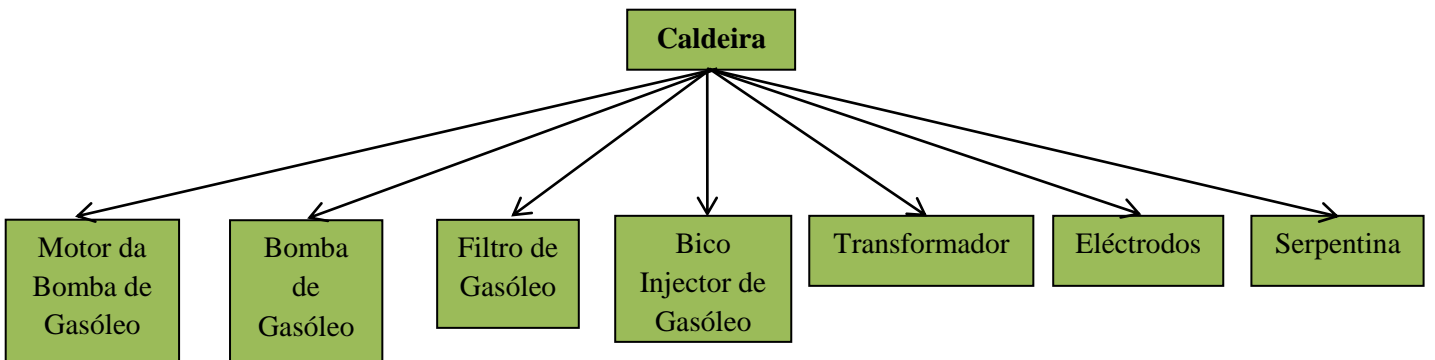 Caldeira
Motor da
Bomba de
Gasóleo
Bomba
de
Gasóleo
Filtro de
Gasóleo
Bico
Injector de
Gasóleo
Transformador
Eléctrodos
Serpentina